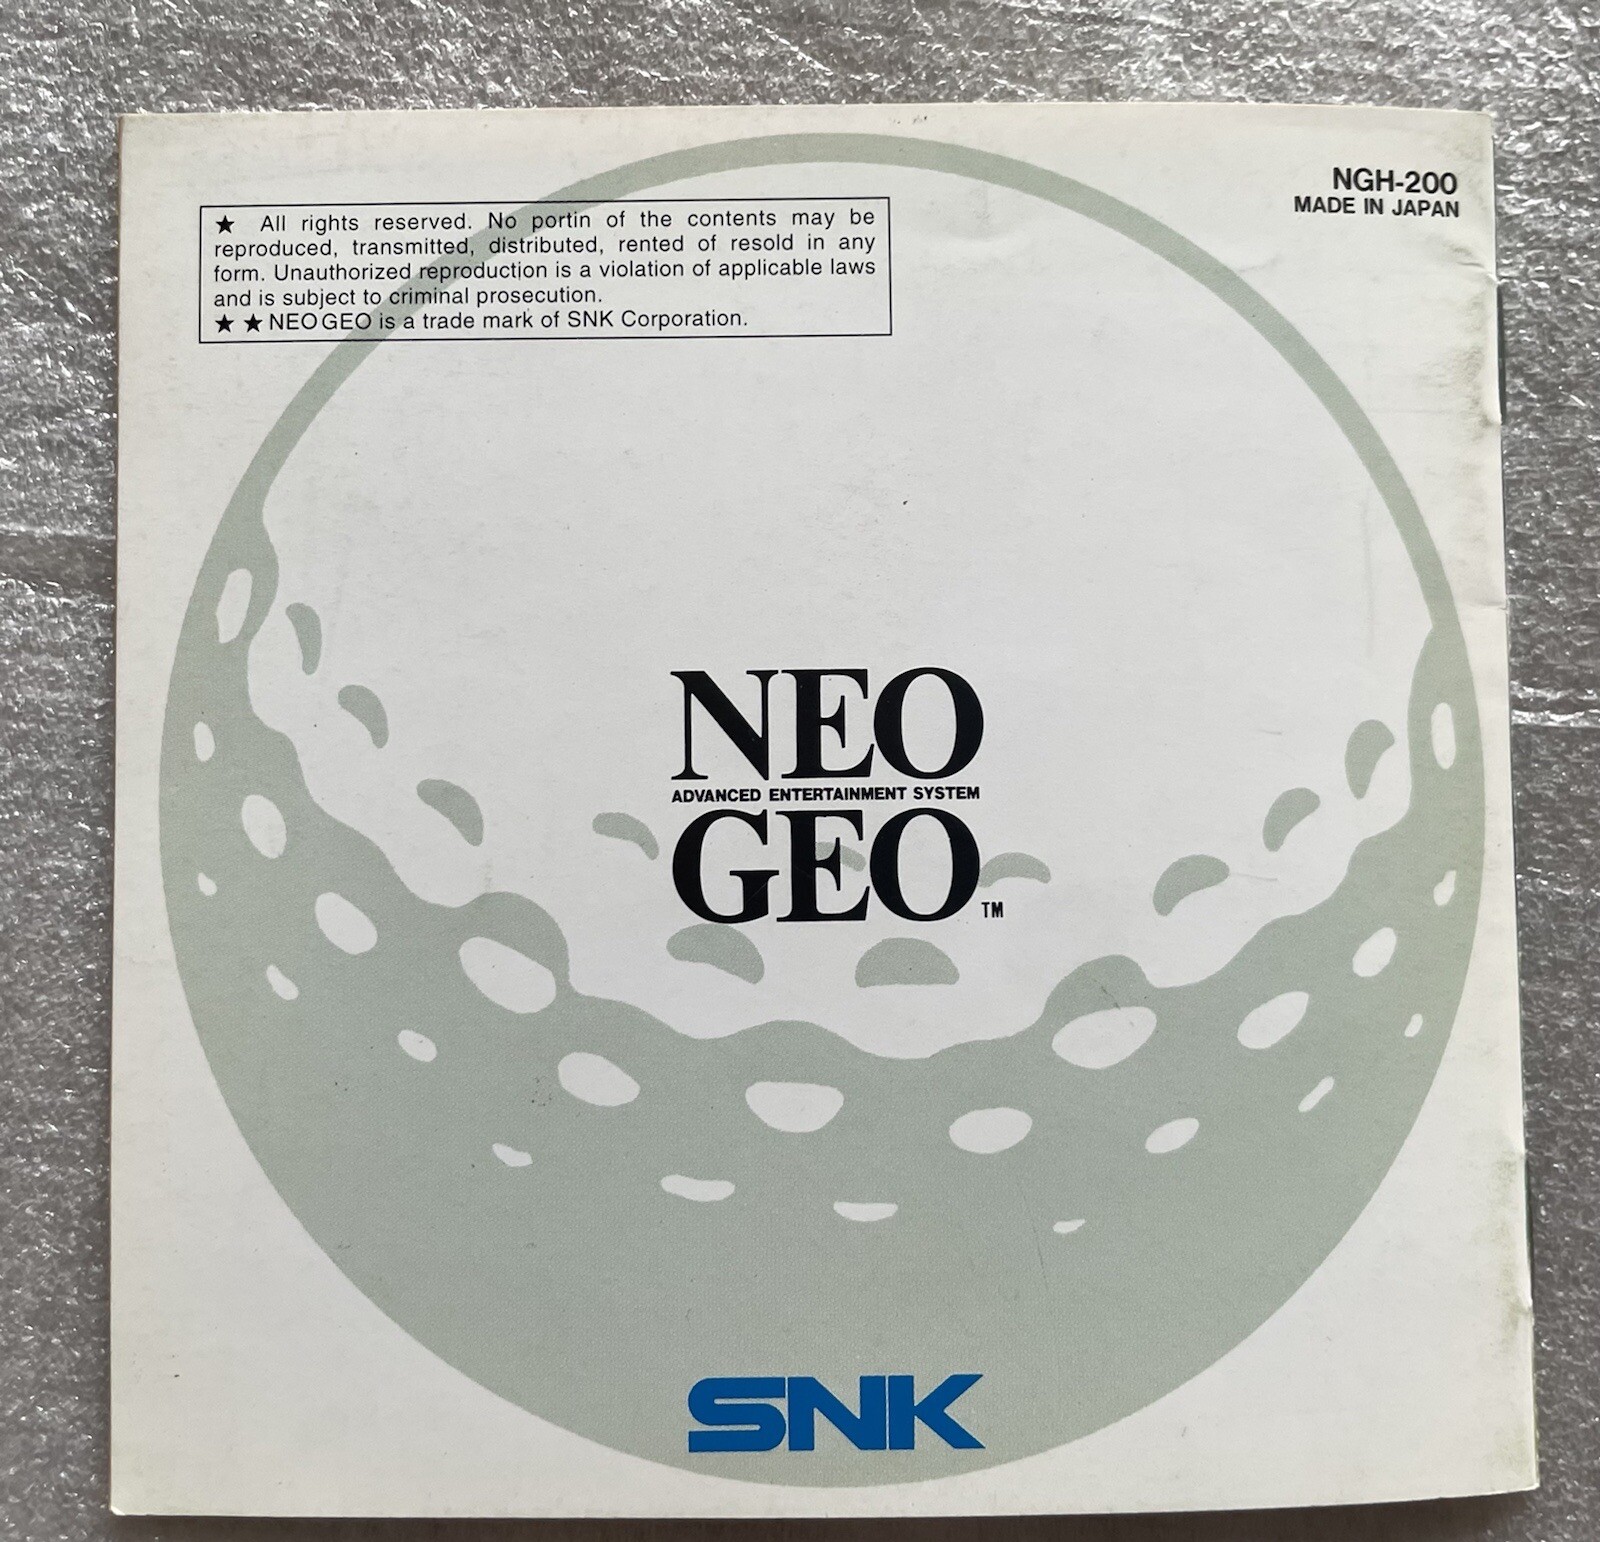 ★ All rights reserved. No portin of the contents may be
reproduced, transmitted, distributed, rented of resold in any
form. Unauthorized reproduction is a violation of applicable laws
and is subject to criminal prosecution.
★★NEOGEO is a trade mark of SNK Corporation.
NGH-200
MADE IN JAPAN
NEO
ADVANCED ENTERTAINMENT SYSTEM
GEO TM
SNK